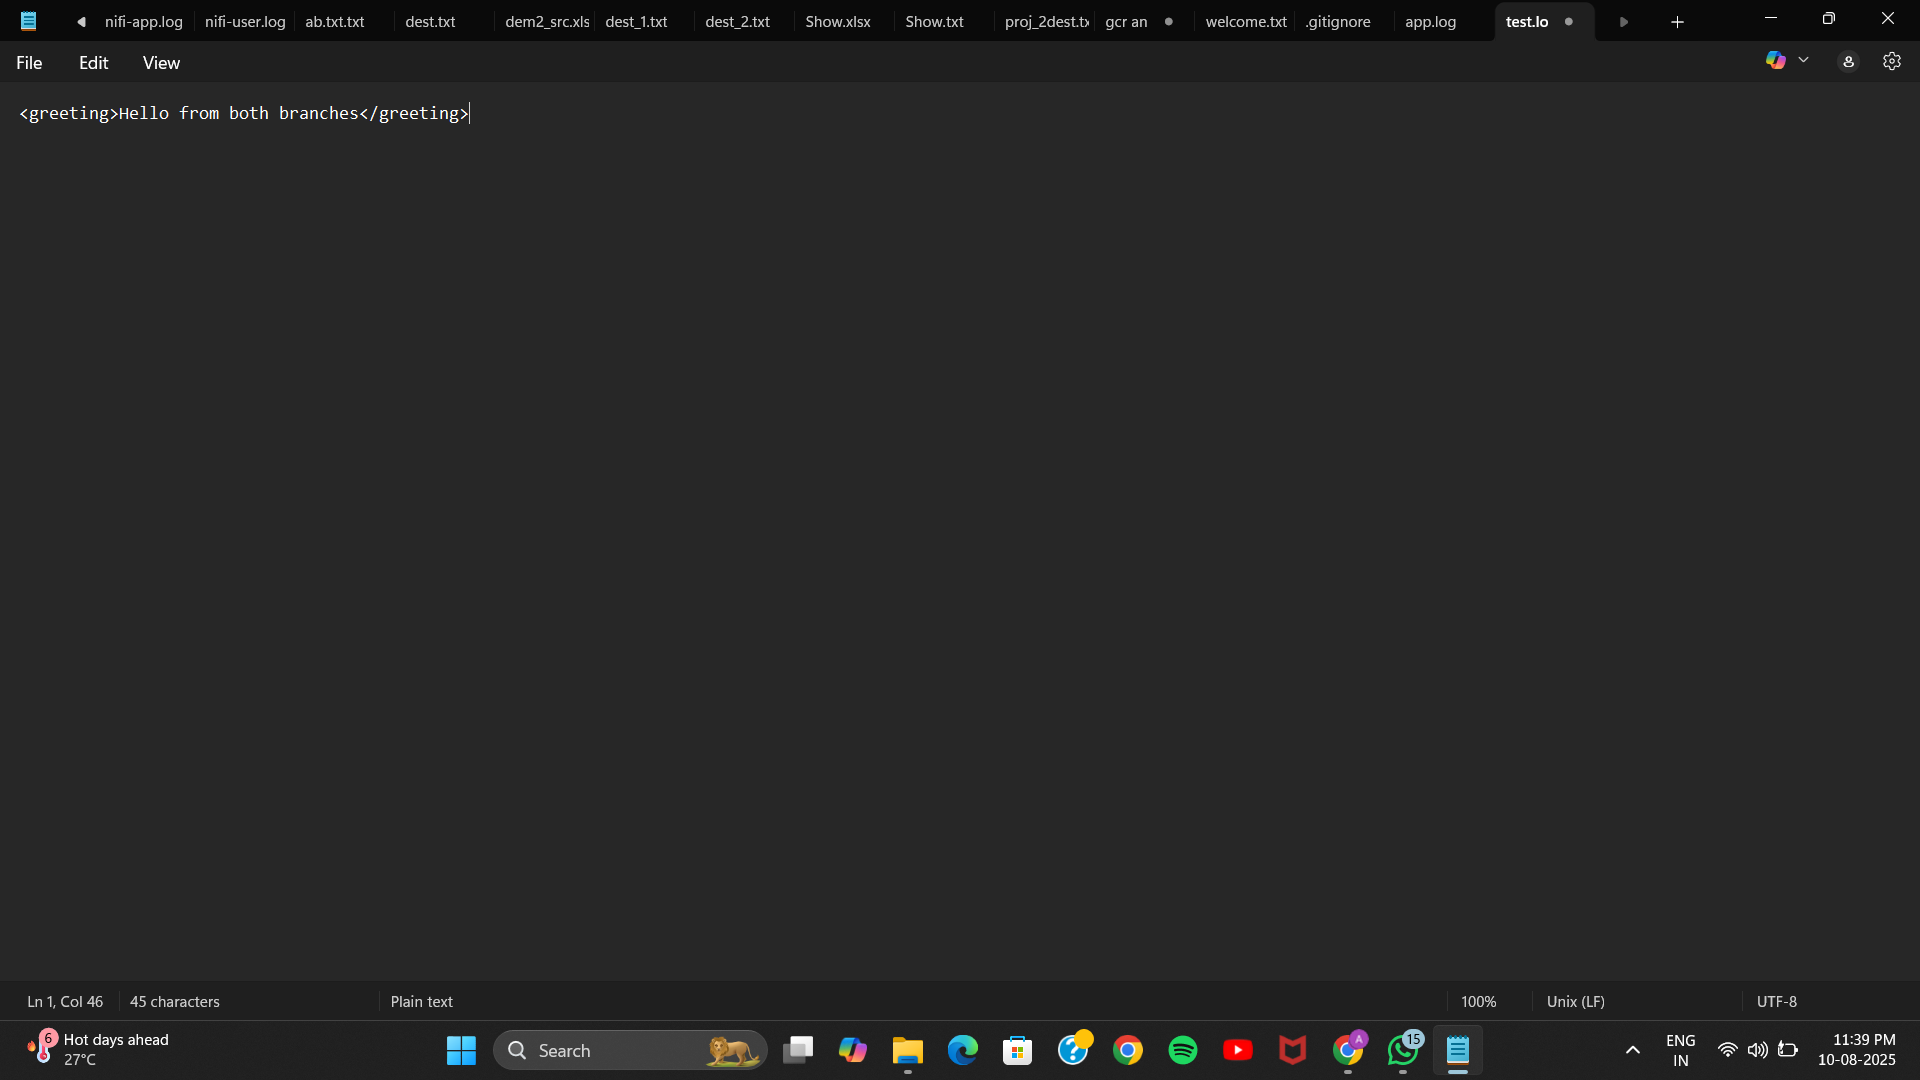 nifi-app.log nifi-user.log ab.txt.txt dest.txt dem2_src.xls dest_1.txt dest_2.txt Show.xlsx Show.txt proj_2dest.tx gcr an welcome.txt .gitignore app.log test.lo
File Edit View
<greeting>Hello from both branches</greeting>
Ln 1, Col 46 45 characters Plain text 100% Unix (LF) UTF-8
6 Hot days ahead
27°C
Search
A
15
ENG
IN
11:39 PM
10-08-2025